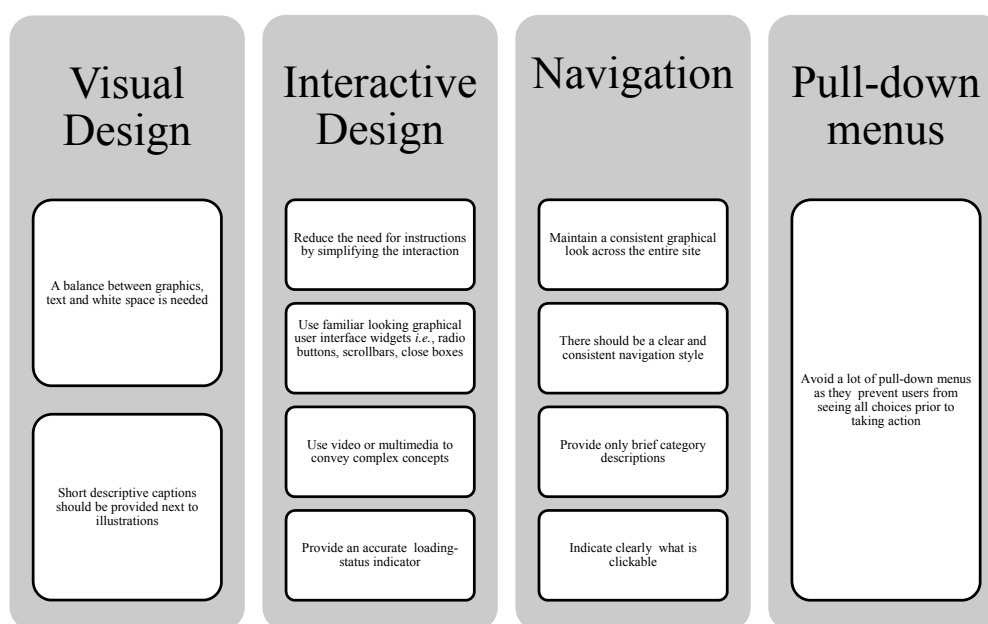 Visual
Design
A balance between graphics,
text and white space is needed
Short descriptive captions
should be provided next to
illustrations
Interactive
Design
Reduce the need for instructions
by simplifying the interaction
Use familiar looking graphical
user interface widgets i.e., radio
buttons, scrollbars, close boxes
Use video or multimedia to
convey complex concepts
Provide an accurate loading-
status indicator
Navigation
Maintain a consistent graphical
look across the entire site
There should be a clear and
consistent navigation style
Provide only brief category
descriptions
Indicate clearly what is
clickable
Pull-down
menus
Avoid a lot of pull-down menus
as they prevent users from
seeing all choices prior to
taking action